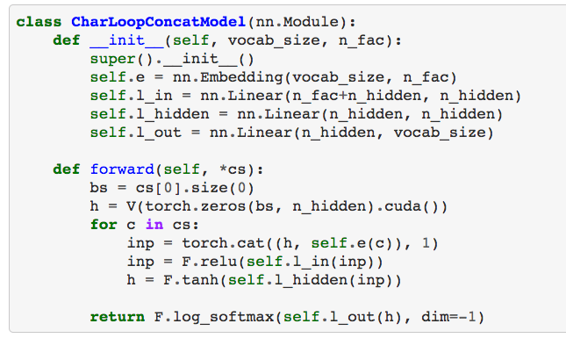 class CharLoopConcatModel(nn.Module):
    def __init__(self, vocab_size, n_fac):
        super().__init__()
        self.e = nn.Embedding(vocab_size, n_fac)
        self.l_in = nn.Linear(n_fac+n_hidden, n_hidden)
        self.l_hidden = nn.Linear(n_hidden, n_hidden)
        self.l_out = nn.Linear(n_hidden, vocab_size)

    def forward(self, *cs):
        bs = cs[0].size(0)
        h = V(torch.zeros(bs, n_hidden).cuda())
        for c in cs:
            inp = torch.cat((h, self.e(c)), 1)
            inp = F.relu(self.l_in(inp))
            h = F.tanh(self.l_hidden(inp))

        return F.log_softmax(self.l_out(h), dim=-1)